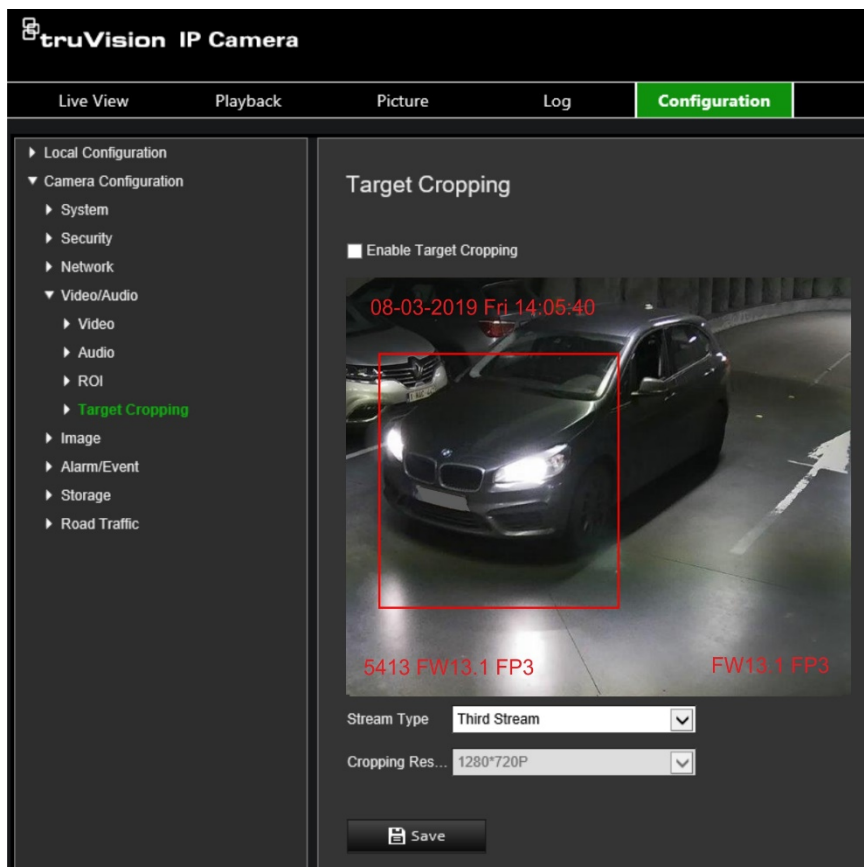 truVision IP Camera
Live View Playback Picture Log Configuration
Local Configuration
Camera Configuration
System
Security
Network
Video/Audio
Video
Audio
ROI
Target Cropping
Image
Alarm/Event
Storage
Road Traffic
Target Cropping
Enable Target Cropping
08-03-2019 Fri 14:05:40
5413 FW13.1 FP3 FW13.1 FP3
Stream Type Third Stream
Cropping Res... 1280*720P
Save